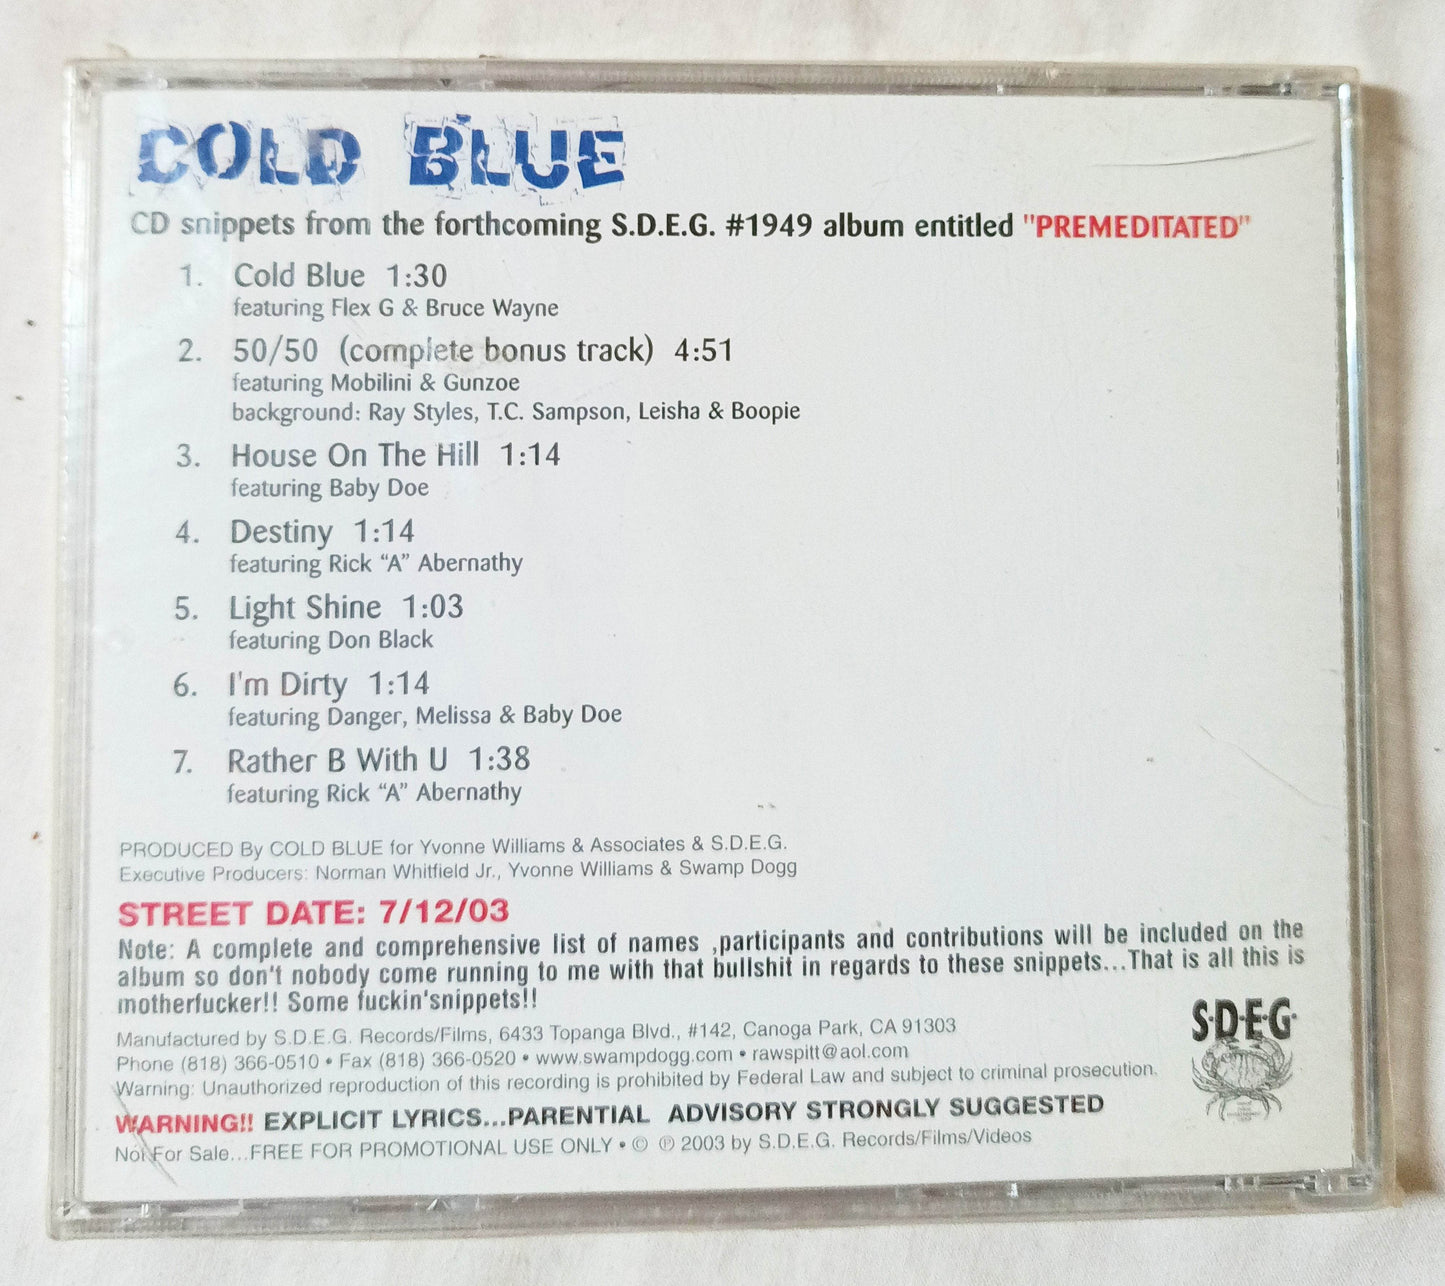 COLD BLUE
CD snippets from the forthcoming S.D.E.G. #1949 album entitled "PREMEDITATED"
1. Cold Blue 1:30
featuring Flex G & Bruce Wayne
2. 50/50 (complete bonus track) 4:51
featuring Mobilini & Gunzoe
background: Ray Styles, T.C. Sampson, Leisha & Boopie
3. House On The Hill 1:14
featuring Baby Doe
4. Destiny 1:14
featuring Rick “A” Abernathy
5. Light Shine 1:03
featuring Don Black
6. I'm Dirty 1:14
featuring Danger, Melissa & Baby Doe
7. Rather B With U 1:38
featuring Rick “A” Abernathy
PRODUCED By COLD BLUE for Yvonne Williams & Associates & S.D.E.G.
Executive Producers: Norman Whitfield Jr., Yvonne Williams & Swamp Dogg
STREET DATE: 7/12/03
Note: A complete and comprehensive list of names ,participants and contributions will be included on the
album so don't nobody come running to me with that bullshit in regards to these snippets...That is all this is
motherfucker!! Some fuckin'snippets!!
Manufactured by S.D.E.G. Records/Films, 6433 Topanga Blvd., #142, Canoga Park, CA 91303
Phone (818) 366-0510 • Fax (818) 366-0520 • www.swampdogg.com • rawspitt@aol.com
Warning: Unauthorized reproduction of this recording is prohibited by Federal Law and subject to criminal prosecution.
WARNING!! EXPLICIT LYRICS...PARENTIAL ADVISORY STRONGLY SUGGESTED
Not For Sale...FREE FOR PROMOTIONAL USE ONLY • © ℗ 2003 by S.D.E.G. Records/Films/Videos
S·D·E·G·